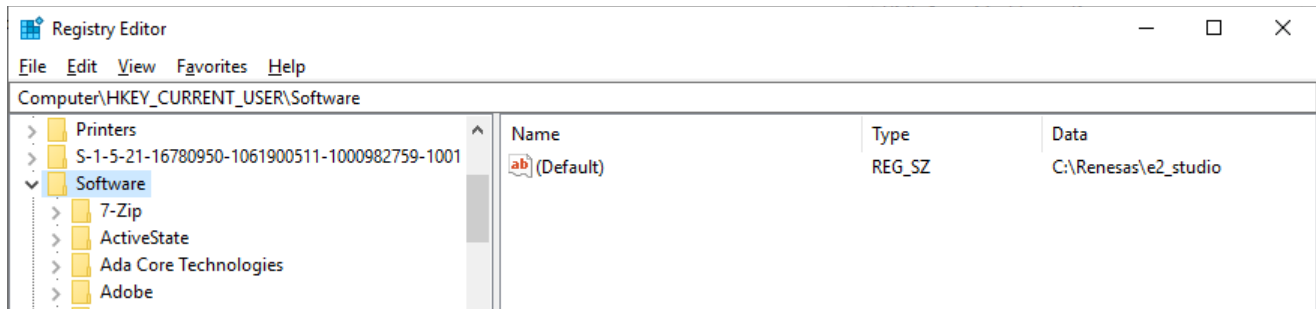 Registry Editor
File Edit View Favorites Help
Computer\HKEY_CURRENT_USER\Software
Printers
S-1-5-21-16780950-1061900511-1000982759-1001
Software
7-Zip
ActiveState
Ada Core Technologies
Adobe
Name Type Data
ab (Default) REG_SZ C:\Renesas\e2_studio